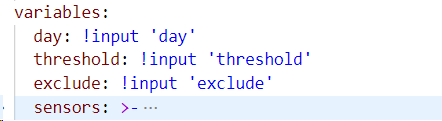 variables:
day: !input 'day'
threshold: !input 'threshold'
exclude: !input 'exclude'
sensors: >- ⋯